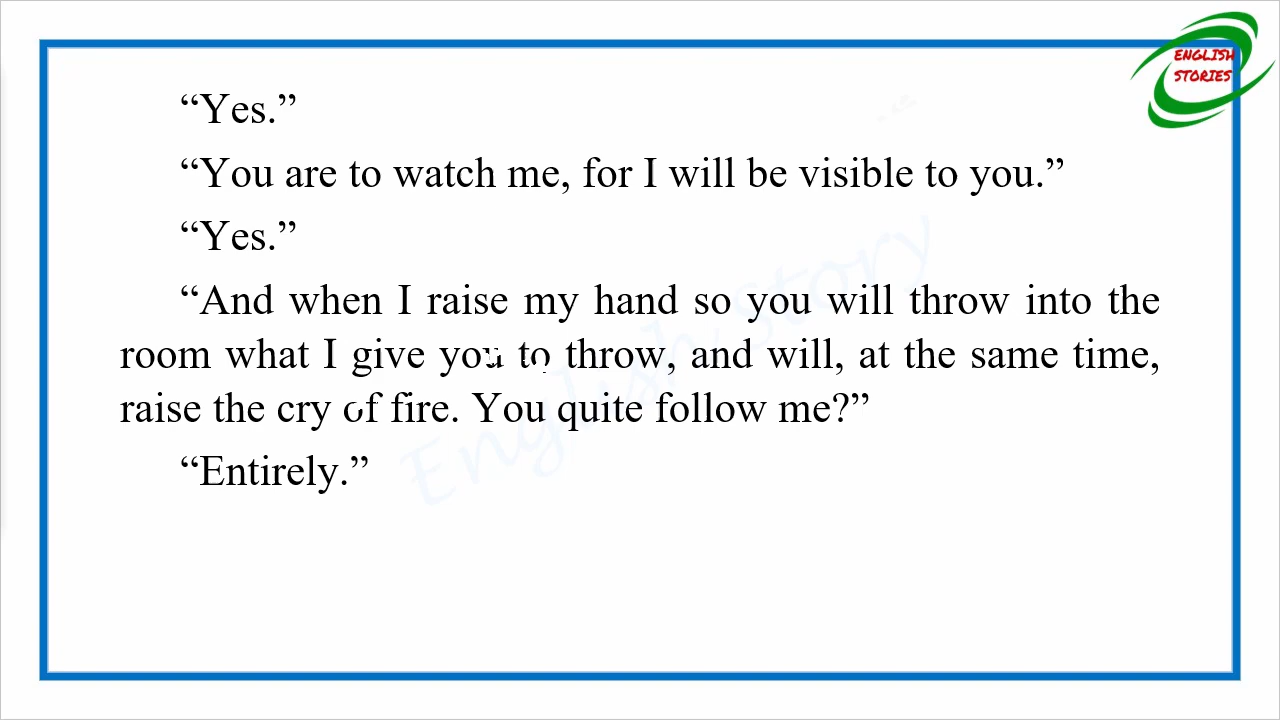 ENGLISH
STORIES
“Yes.”
“You are to watch me, for I will be visible to you.”
“Yes.”
“And when I raise my hand so you will throw into the
room what I give you to throw, and will, at the same time,
raise the cry of fire. You quite follow me?”
“Entirely.”
English story